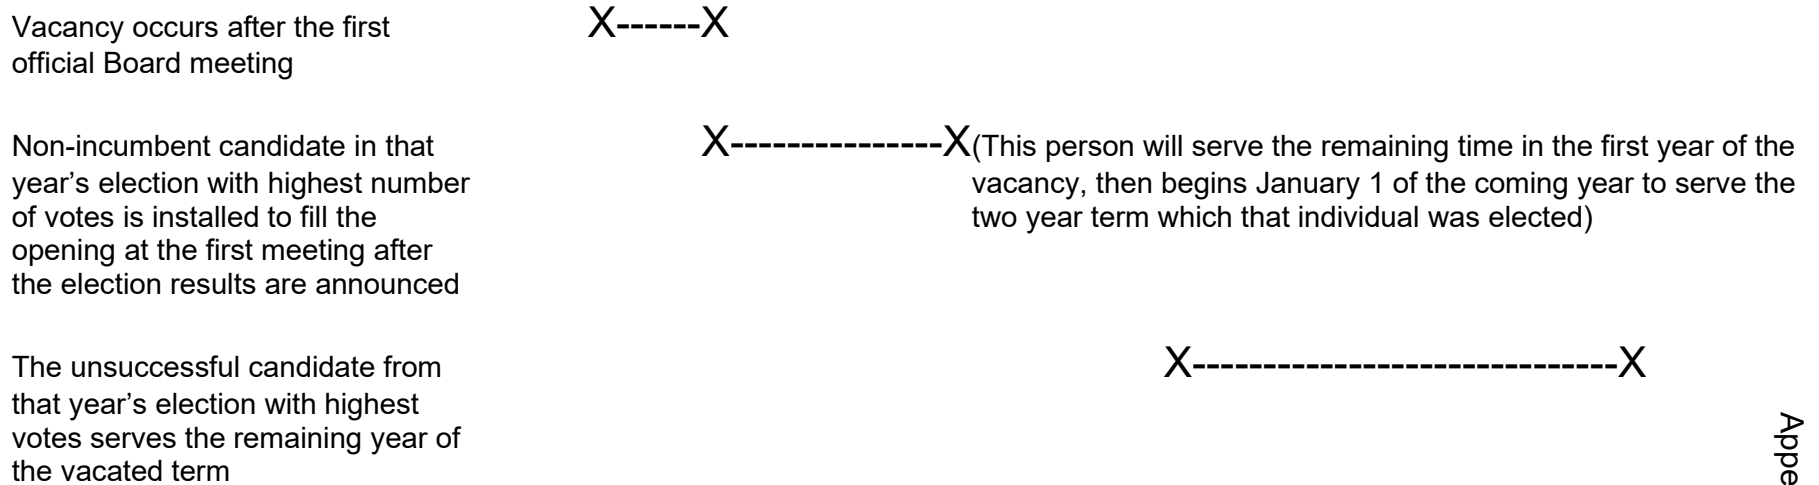 Vacancy occurs after the first X------X
official Board meeting
Non-incumbent candidate in that X---------------X(This person will serve the remaining time in the first year of the
year’s election with highest number vacancy, then begins January 1 of the coming year to serve the
of votes is installed to fill the two year term which that individual was elected)
opening at the first meeting after
the election results are announced
The unsuccessful candidate from X------------------------------X
that year’s election with highest
votes serves the remaining year of
the vacated term
Appe